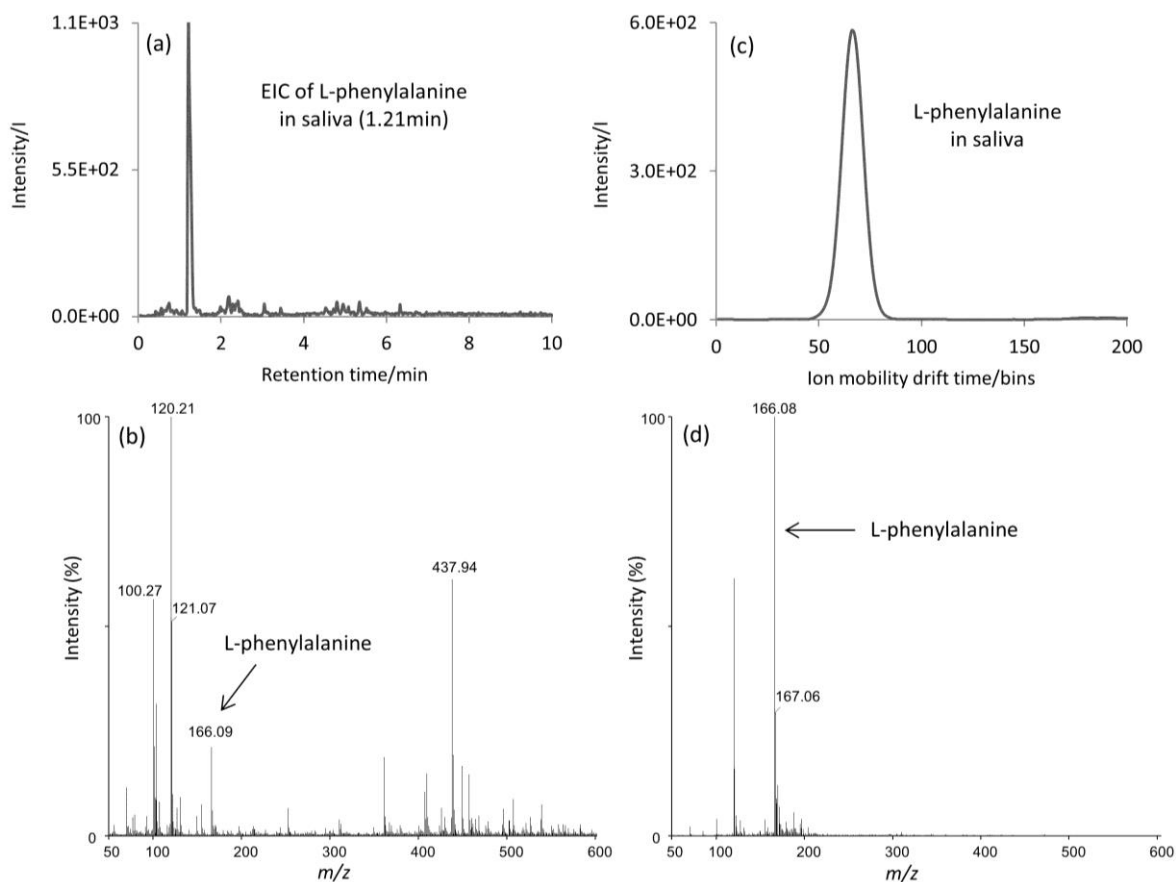 (a)
1.1E+03
5.5E+02
0.0E+00
Intensity/I
EIC of L-phenylalanine
in saliva (1.21min)
0 2 4 6 8 10
Retention time/min
(c)
6.0E+02
3.0E+02
0.0E+00
Intensity/I
L-phenylalanine
in saliva
0 50 100 150 200
Ion mobility drift time/bins
(b)
100
0
Intensity (%)
120.21
100.27
121.07
L-phenylalanine
166.09
437.94
50 100 200 300 400 500 600
m/z
(d)
100
0
Intensity (%)
166.08
L-phenylalanine
167.06
50 100 200 300 400 500 600
m/z